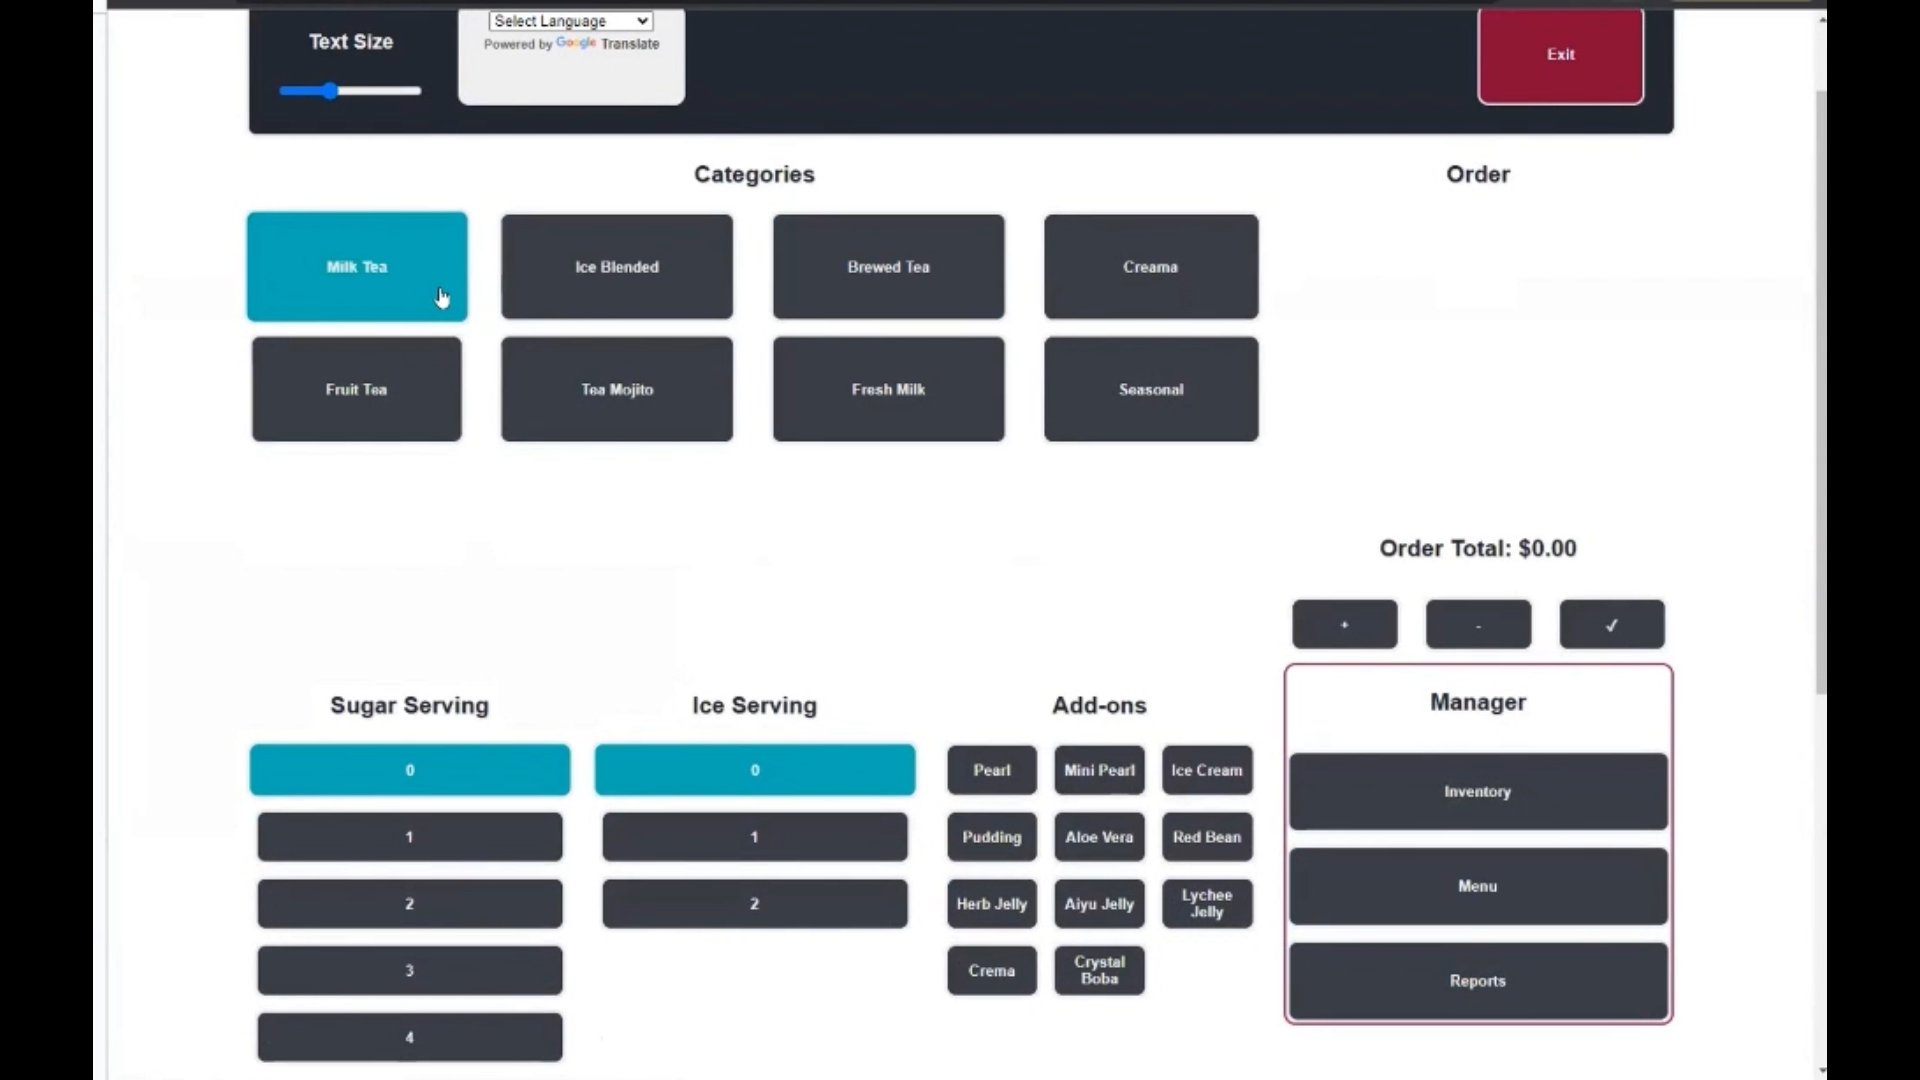 Text Size
Select Language
Powered by Google Translate
Exit
Categories
Order
Milk Tea
Ice Blended
Brewed Tea
Creama
Fruit Tea
Tea Mojito
Fresh Milk
Seasonal
Order Total: $0.00
+
-
✓
Sugar Serving
Ice Serving
Add-ons
Manager
0
0
Pearl
Mini Pearl
Ice Cream
Inventory
1
1
Pudding
Aloe Vera
Red Bean
Menu
2
2
Herb Jelly
Aiyu Jelly
Lychee
Jelly
3
Crema
Crystal
Boba
Reports
4